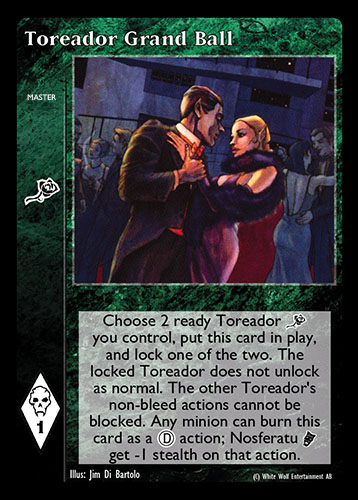 Toreador Grand Ball
MASTER
Choose 2 ready Toreador
you control, put this card in play,
and lock one of the two. The
locked Toreador does not unlock
as normal. The other Toreador's
non-bleed actions cannot be
blocked. Any minion can burn this
card as a Ⓓ action; Nosferatu
get -1 stealth on that action.
1
Illus: Jim Di Bartolo
(C) White Wolf Entertainment AB